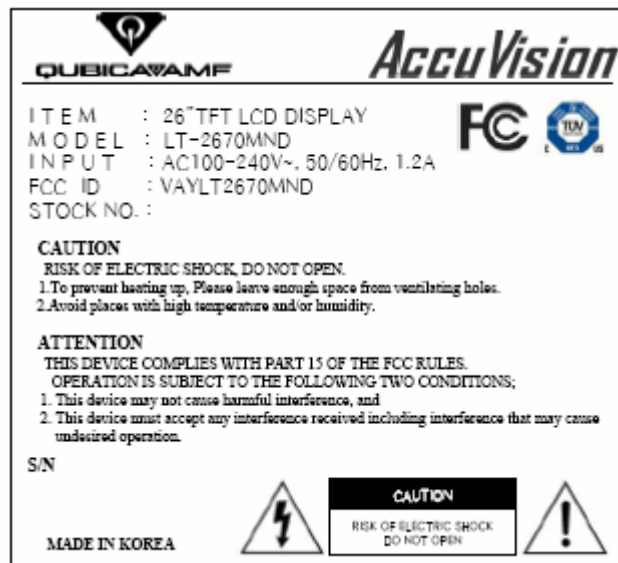 QUBICAAMF
AccuVision
ITEM : 26"TFT LCD DISPLAY
MODEL : LT-2670MND
INPUT : AC100-240V~, 50/60Hz, 1.2A
FCC ID : VAYLT2670MND
STOCK NO. :
FC
TUV
CAUTION
RISK OF ELECTRIC SHOCK, DO NOT OPEN.
1.To prevent heating up, Please leave enough space from ventilating holes.
2.Avoid places with high temperature and/or humidity.
ATTENTION
THIS DEVICE COMPLIES WITH PART 15 OF THE FCC RULES.
OPERATION IS SUBJECT TO THE FOLLOWING TWO CONDITIONS;
1. This device may not cause harmful interference, and
2. This device must accept any interference received including interference that may cause
undesired operation.
S/N
MADE IN KOREA
CAUTION
RISK OF ELECTRIC SHOCK
DO NOT OPEN